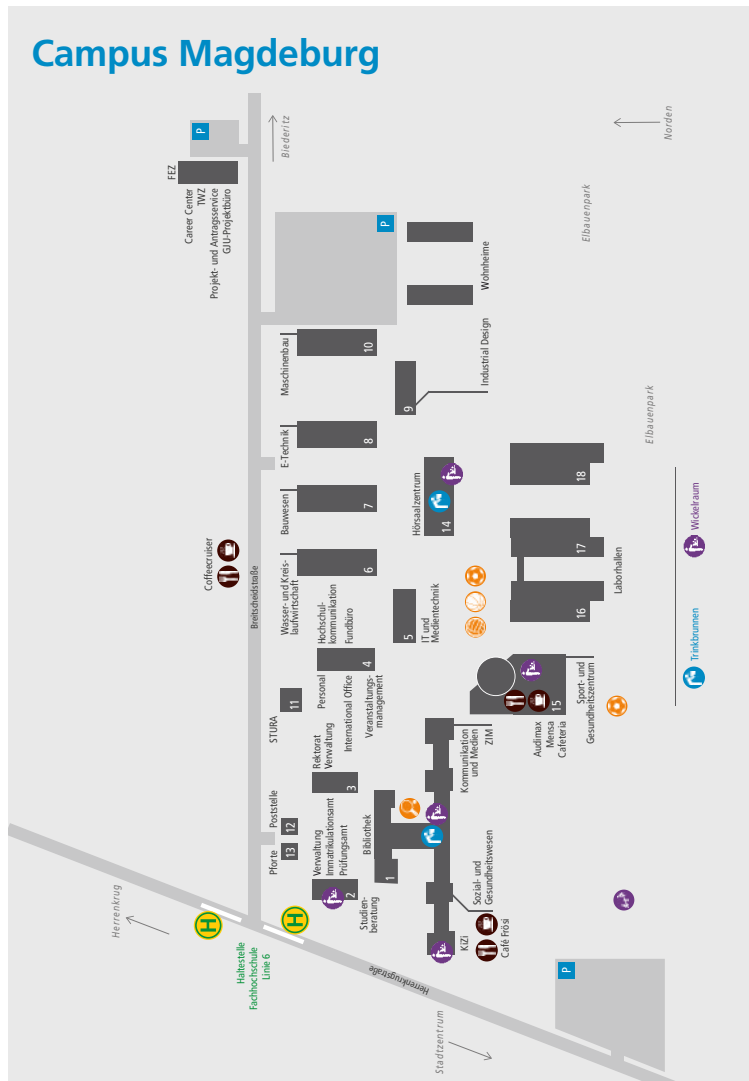 Campus Magdeburg
P
Biederitz
Norden
FEZ
Career Center
TWZ
Projekt- und Antragsservice
GJU-Projektbüro
Elbauenpark
P
Wohnheime
Maschinenbau
10
Industrial Design
9
E-Technik
8
Elbauenpark
Bauwesen
7
Hörsaalzentrum
14
18
17
16
Laborhallen
Wickelraum
Trinkbrunnen
Coffeecruiser
Breitscheidstraße
Wasser- und Kreis-
laufwirtschaft
6
Hochschul-
kommunikation
Fundbüro
5
IT und
Medientechnik
4
Personal
International Office
Veranstaltungs-
management
STURA
11
Rektorat
Verwaltung
3
15
Sport- und
Gesundheitszentrum
Audimax
Mensa
Cafeteria
Kommunikation
und Medien
ZIM
Poststelle
12
Pforte
13
Verwaltung
Immatrikulationsamt
Prüfungsamt
2
Studien-
beratung
Bibliothek
1
Sozial- und
Gesundheitswesen
KiZi
Café Frösi
Herrenkrug
H
H
Haltestelle
Fachhochschule
Linie 6
Herrenkrugstraße
Stadtzentrum
P